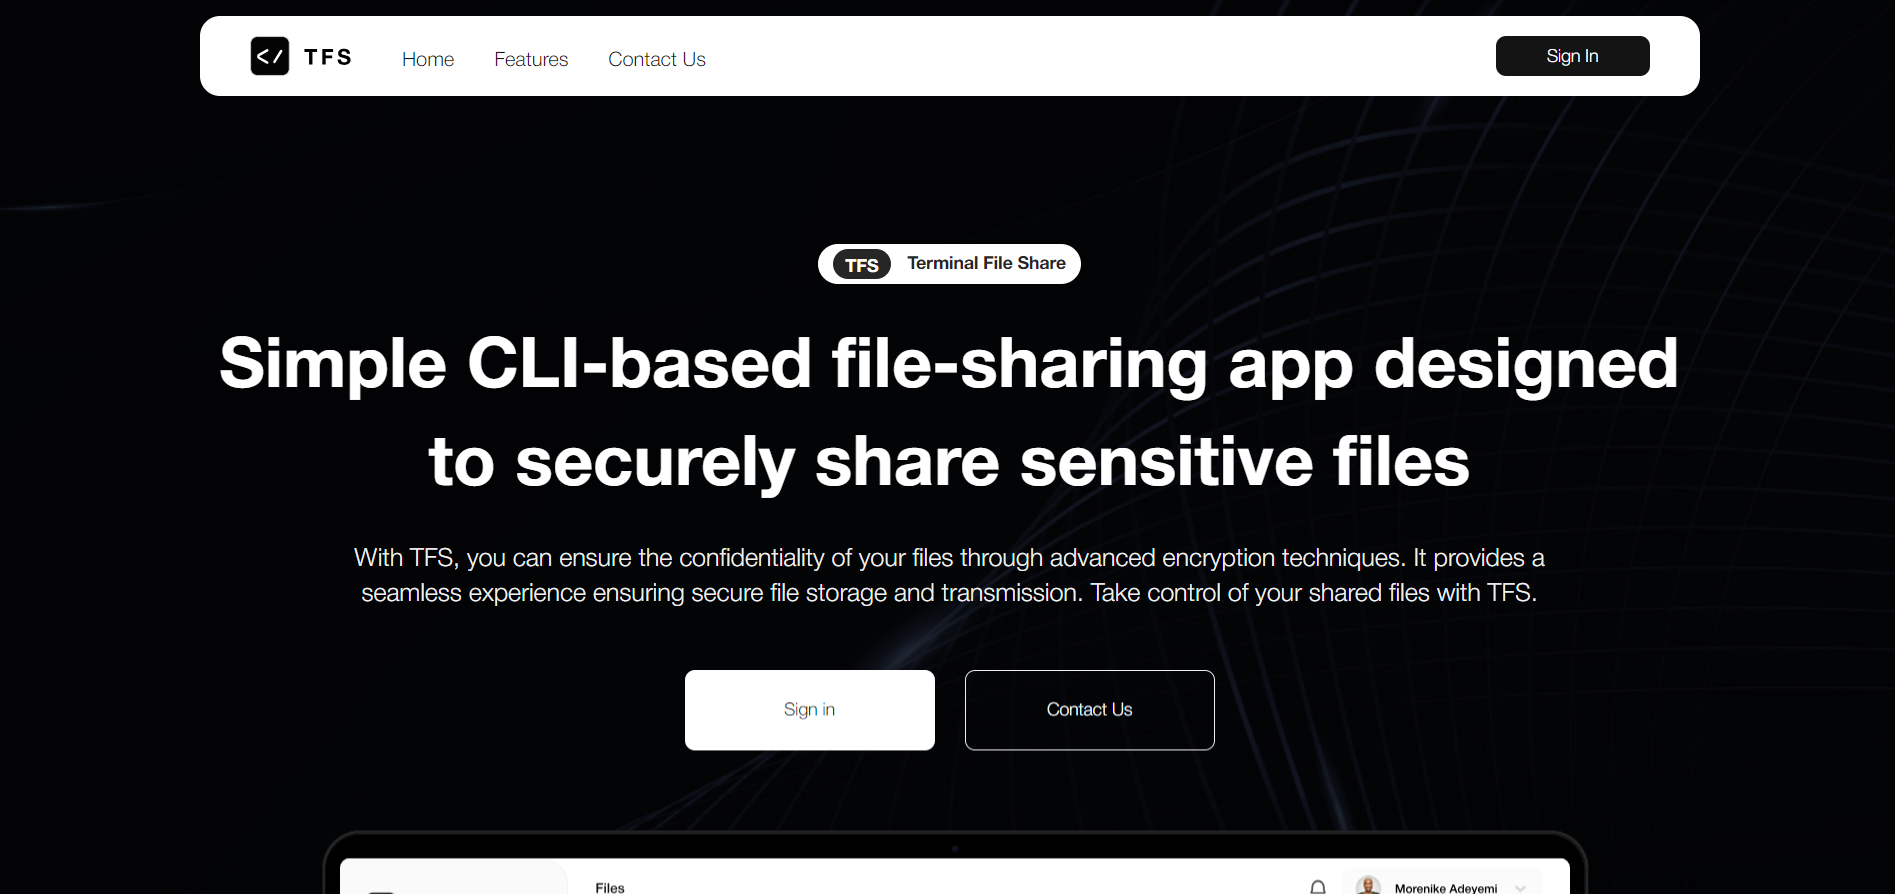 </> TFS
Home
Features
Contact Us
Sign In
TFS Terminal File Share
Simple CLI-based file-sharing app designed
to securely share sensitive files
With TFS, you can ensure the confidentiality of your files through advanced encryption techniques. It provides a
seamless experience ensuring secure file storage and transmission. Take control of your shared files with TFS.
Sign in
Contact Us
Files
Morenike Adeyemi